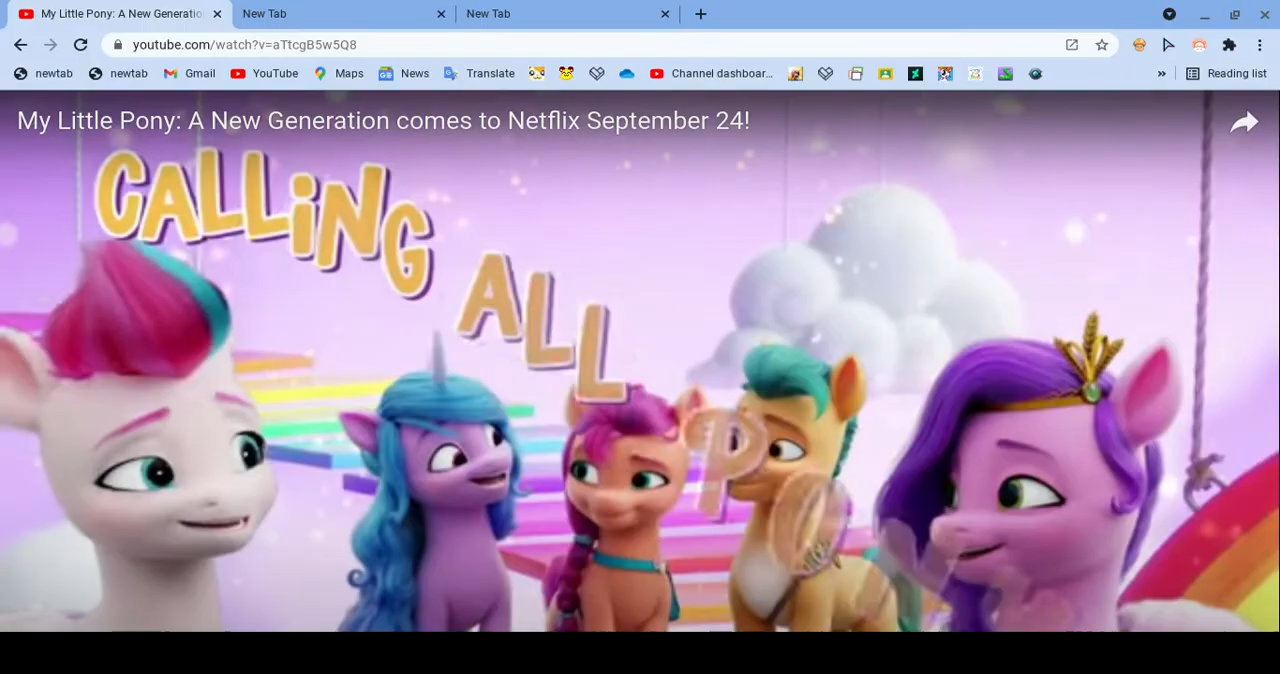 My Little Pony: A New Generatio
New Tab
New Tab
youtube.com/watch?v=aTtcgB5w5Q8
newtab
newtab
Gmail
YouTube
Maps
News
Translate
Channel dashboar...
Reading list
My Little Pony: A New Generation comes to Netflix September 24!
CALLiNG
ALL
PO